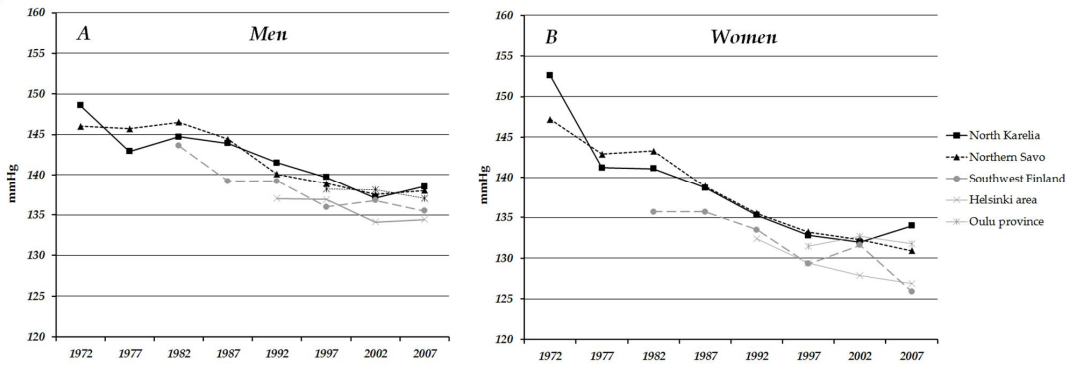 A
Men
mmHg
160
155
150
145
140
135
130
125
120
1972 1977 1982 1987 1992 1997 2002 2007
B
Women
mmHg
160
155
150
145
140
135
130
125
120
1972 1977 1982 1987 1992 1997 2002 2007
North Karelia
Northern Savo
Southwest Finland
Helsinki area
Oulu province